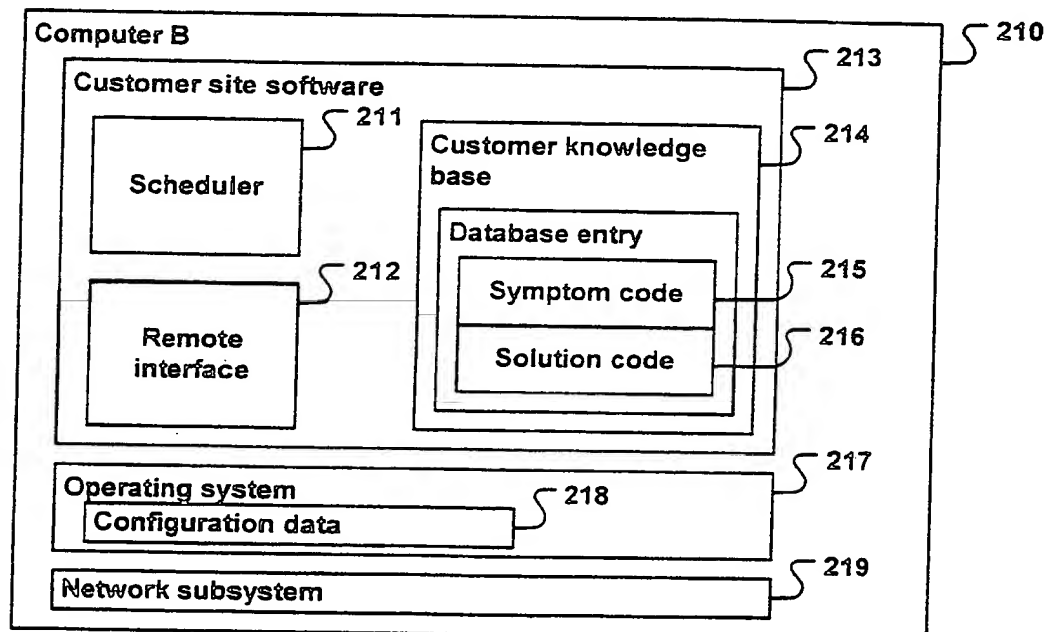 Computer B
210
Customer site software
213
211
Scheduler
Customer knowledge
base
214
Database entry
212
Remote
interface
Symptom code
215
Solution code
216
Operating system
217
Configuration data
218
Network subsystem
219